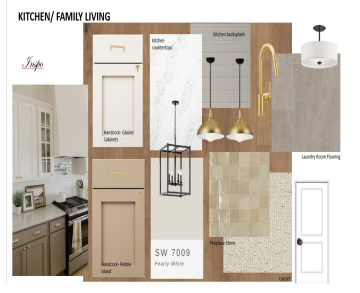 KITCHEN/ FAMILY LIVING
Inspo
Kitchen
countertops
Kitchen backsplash
Handcock- Glacier
Cabinets
Laundry Room Flooring
Handcock- Pebble
Island
SW 7009
Pearly White
Fireplace Stone
Carpet